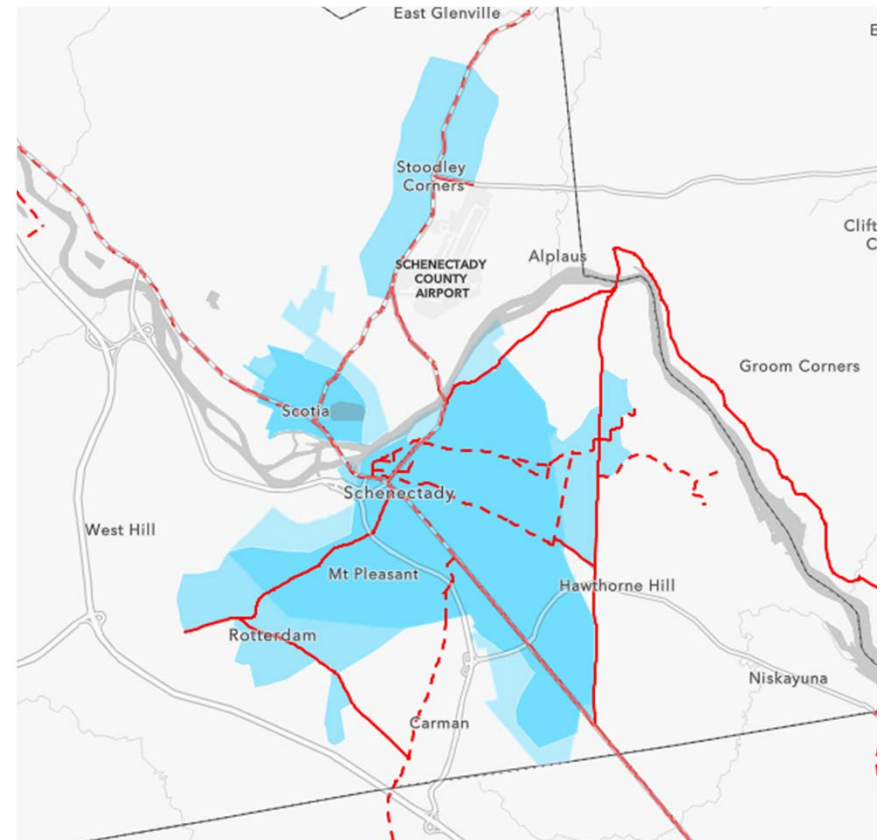 East Glenville
Stoodley
Corners
Clift
C
Alplaus
SCHENECTADY
COUNTY
AIRPORT
Groom Corners
Scotia
Schenectady
West Hill
Mt Pleasant
Hawthorne Hill
Rotterdam
Niskayuna
Carman